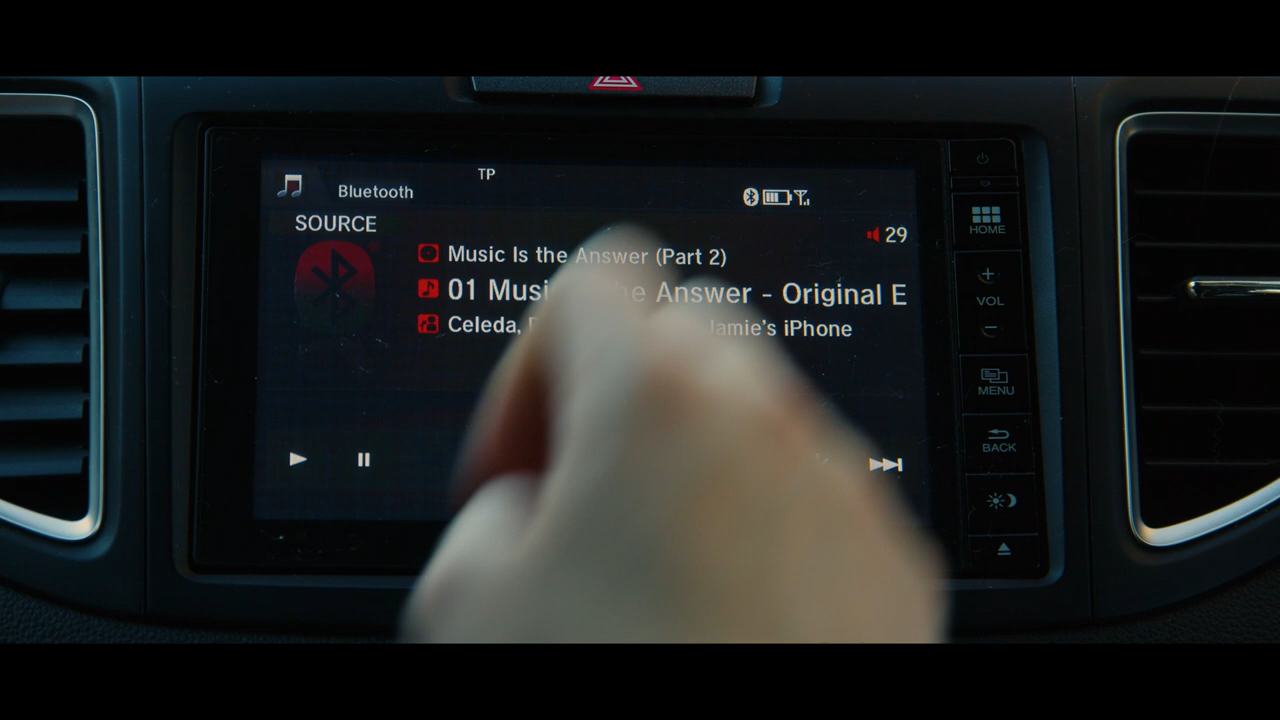 TP
Bluetooth
SOURCE
29
Music Is the Answer (Part 2)
01 Musi e Answer - Original E
Celeda, Jamie's iPhone
HOME
VOL
MENU
BACK